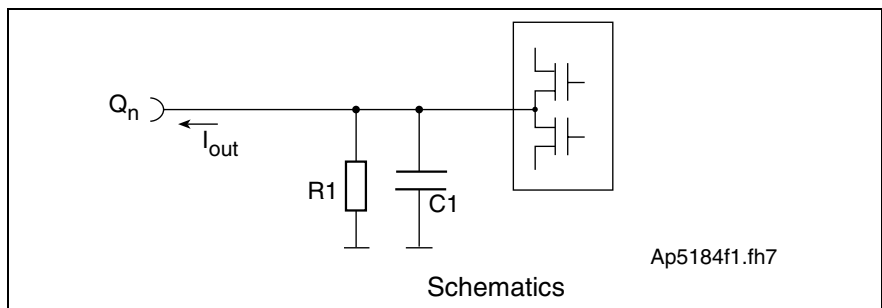 Qn
Iout
R1
C1
Ap5184f1.fh7
Schematics